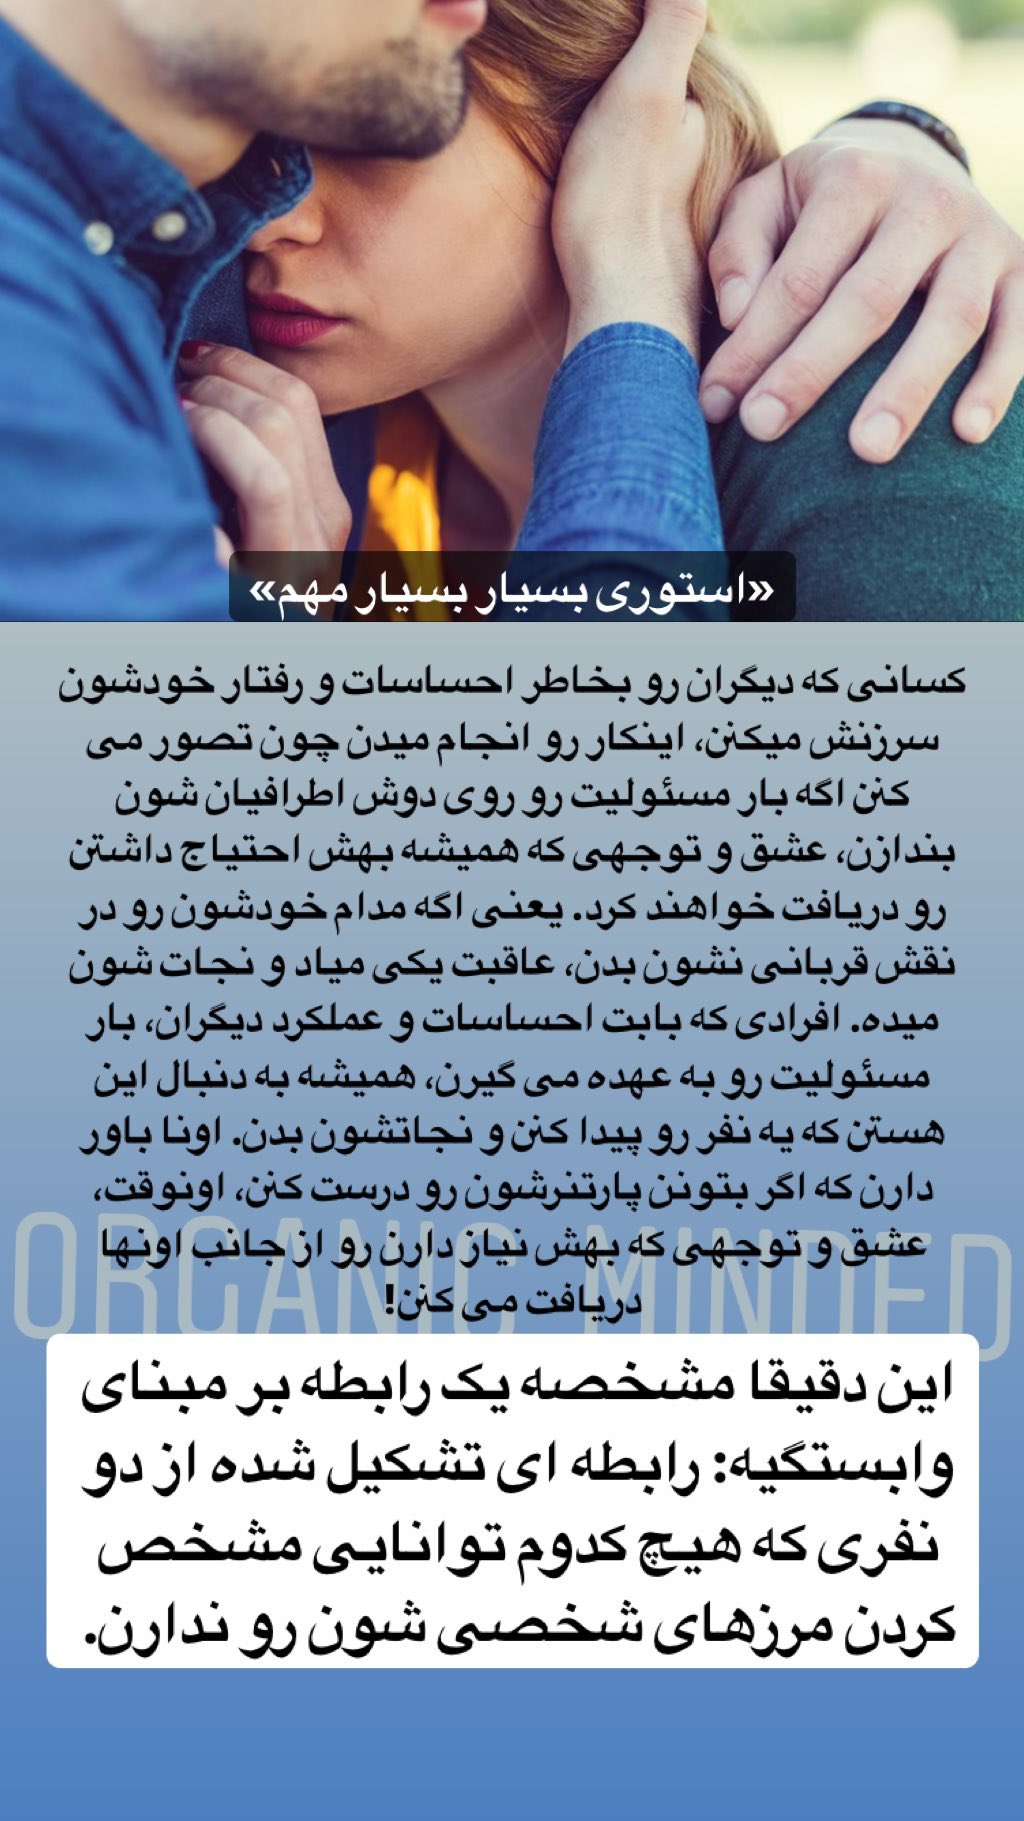 «استوری بسیار بسیار مهم»
کسانی که دیگران رو بخاطر احساسات و رفتار خودشون
سرزنش میکنن، اینکار رو انجام میدن چون تصور می
کنن اگه بار مسئولیت رو روی دوش اطرافیان شون
بندازن، عشق و توجهی که همیشه بهش احتیاج داشتن
رو دریافت خواهند کرد. یعنی اگه مدام خودشون رو در
نقش قربانی نشون بدن، عاقبت یکی میاد و نجات شون
میده. افرادی که بابت احساسات و عملکرد دیگران، بار
مسئولیت رو به عهده می گیرن، همیشه به دنبال این
هستن که یه نفر رو پیدا کنن و نجاتشون بدن. اونا باور
دارن که اگر بتونن پارتنرشون رو درست کنن، اونوقت،
عشق و توجهی که بهش نیاز دارن رو از جانب اونها
دریافت می کنن!
ORGANIC MINDED
این دقیقا مشخصه یک رابطه بر مبنای
وابستگیه: رابطه ای تشکیل شده از دو
نفری که هیچ کدوم توانایی مشخص
کردن مرزهای شخصی شون رو ندارن.